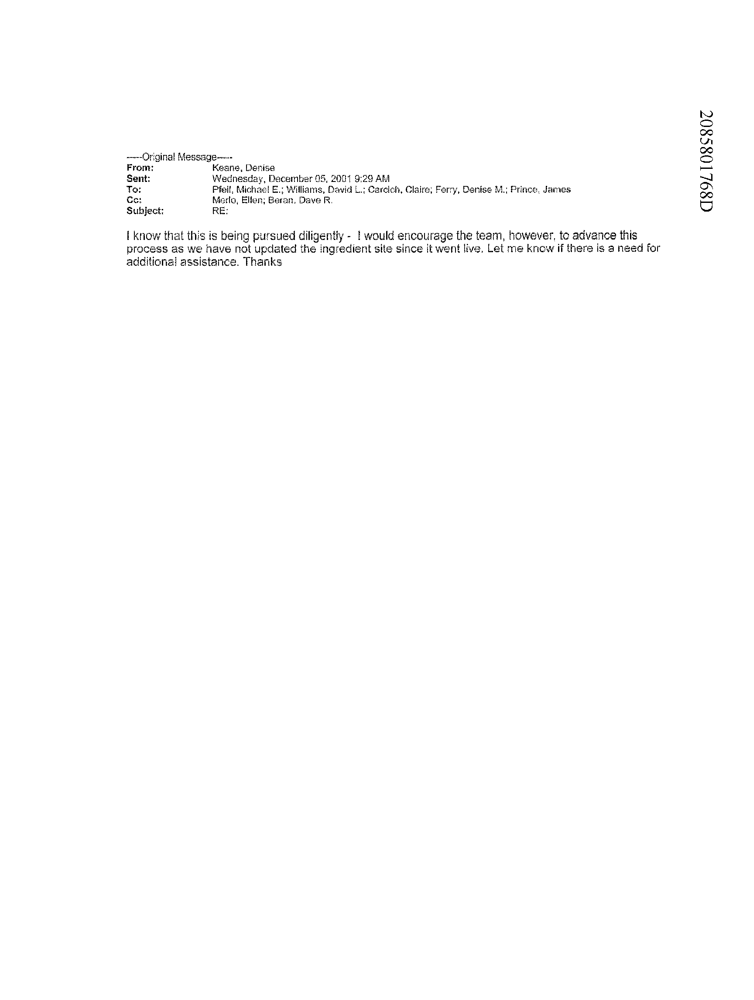 -----Original Message-----
From: Keane, Denise
Sent: Wednesday, December 05, 2001 9:29 AM
To: Pfeil, Michael E.; Williams, David L.; Carcich, Claire; Ferry, Denise M.; Prince, James
Cc: Merlo, Ellen; Beran, Dave R.
Subject: RE:
I know that this is being pursued diligently - I would encourage the team, however, to advance this
process as we have not updated the ingredient site since it went live. Let me know if there is a need for
additional assistance. Thanks
2085801768D